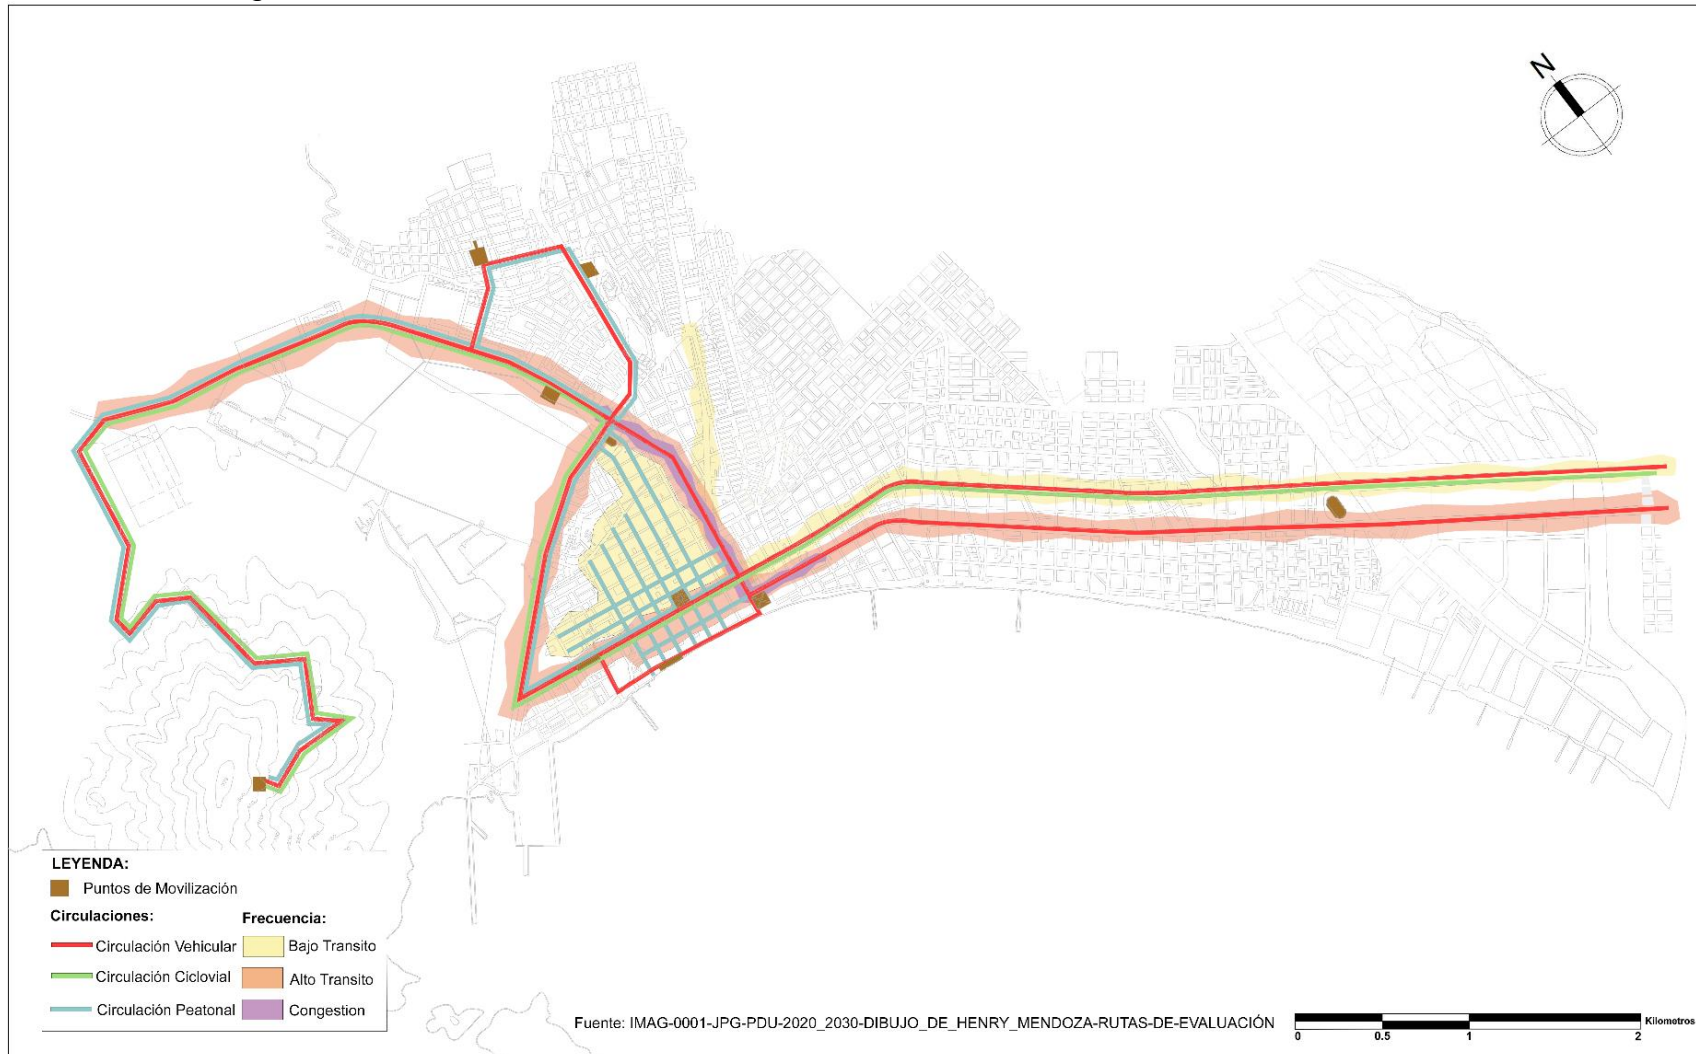 N
LEYENDA:
Puntos de Movilización
Circulaciones:
Frecuencia:
Circulación Vehicular
Bajo Transito
Circulación Ciclovial
Alto Transito
Circulación Peatonal
Congestion
Fuente: IMAG-0001-JPG-PDU-2020_2030-DIBUJO_DE_HENRY_MENDOZA-RUTAS-DE-EVALUACIÓN
Kilometros
0 0.5 1 2